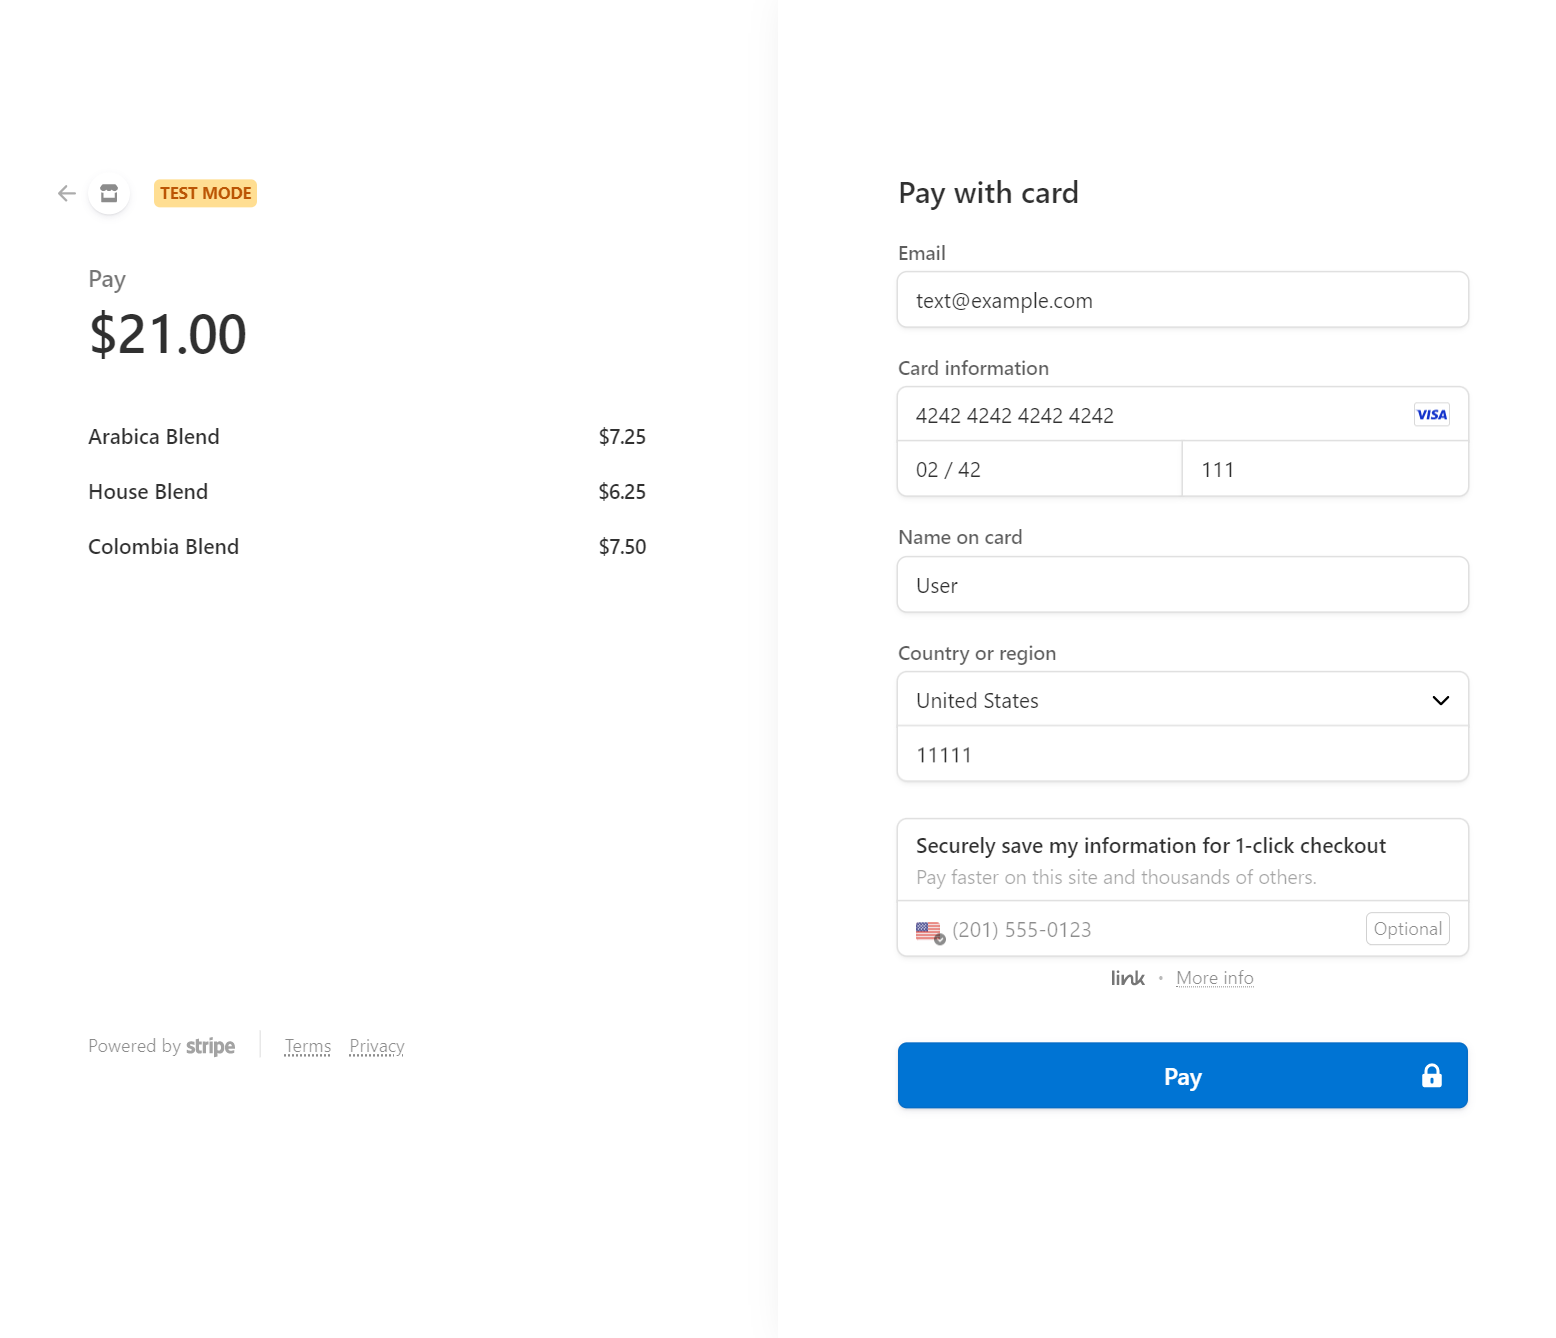 TEST MODE
Pay
$21.00
Arabica Blend $7.25
House Blend $6.25
Colombia Blend $7.50
Powered by stripe Terms Privacy
Pay with card
Email
text@example.com
Card information
4242 4242 4242 4242 VISA
02 / 42 111
Name on card
User
Country or region
United States
11111
Securely save my information for 1-click checkout
Pay faster on this site and thousands of others.
(201) 555-0123 Optional
link • More info
Pay